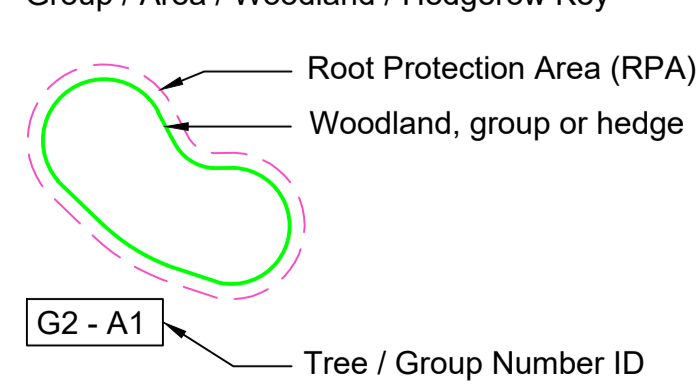 Group / Area / Woodland / Hedgerow Key
Root Protection Area (RPA)
Woodland, group or hedge
G2 - A1
Tree / Group Number ID